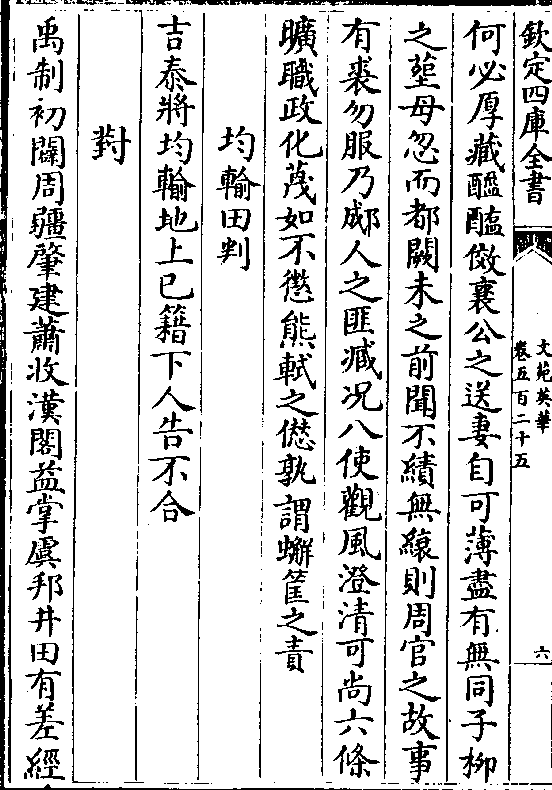 欽定四庫全書
文苑英華
卷五百二十五
六
何必厚藏醯醢傚襄公之送妻自可薄盡有無同子柳
之塟母忽而都闕未之前聞不績無纕則周官之故事
有裘勿服乃郕人之匪臧况八使觀風澄清可尚六條
曠職政化蔑如不懲熊軾之愆孰謂蠏筐之責
均輸田判
吉泰將均輸地上已籍下人告不合
對
禹制初闢周疆肇建蕭收漢閣益掌虞邦井田有差經